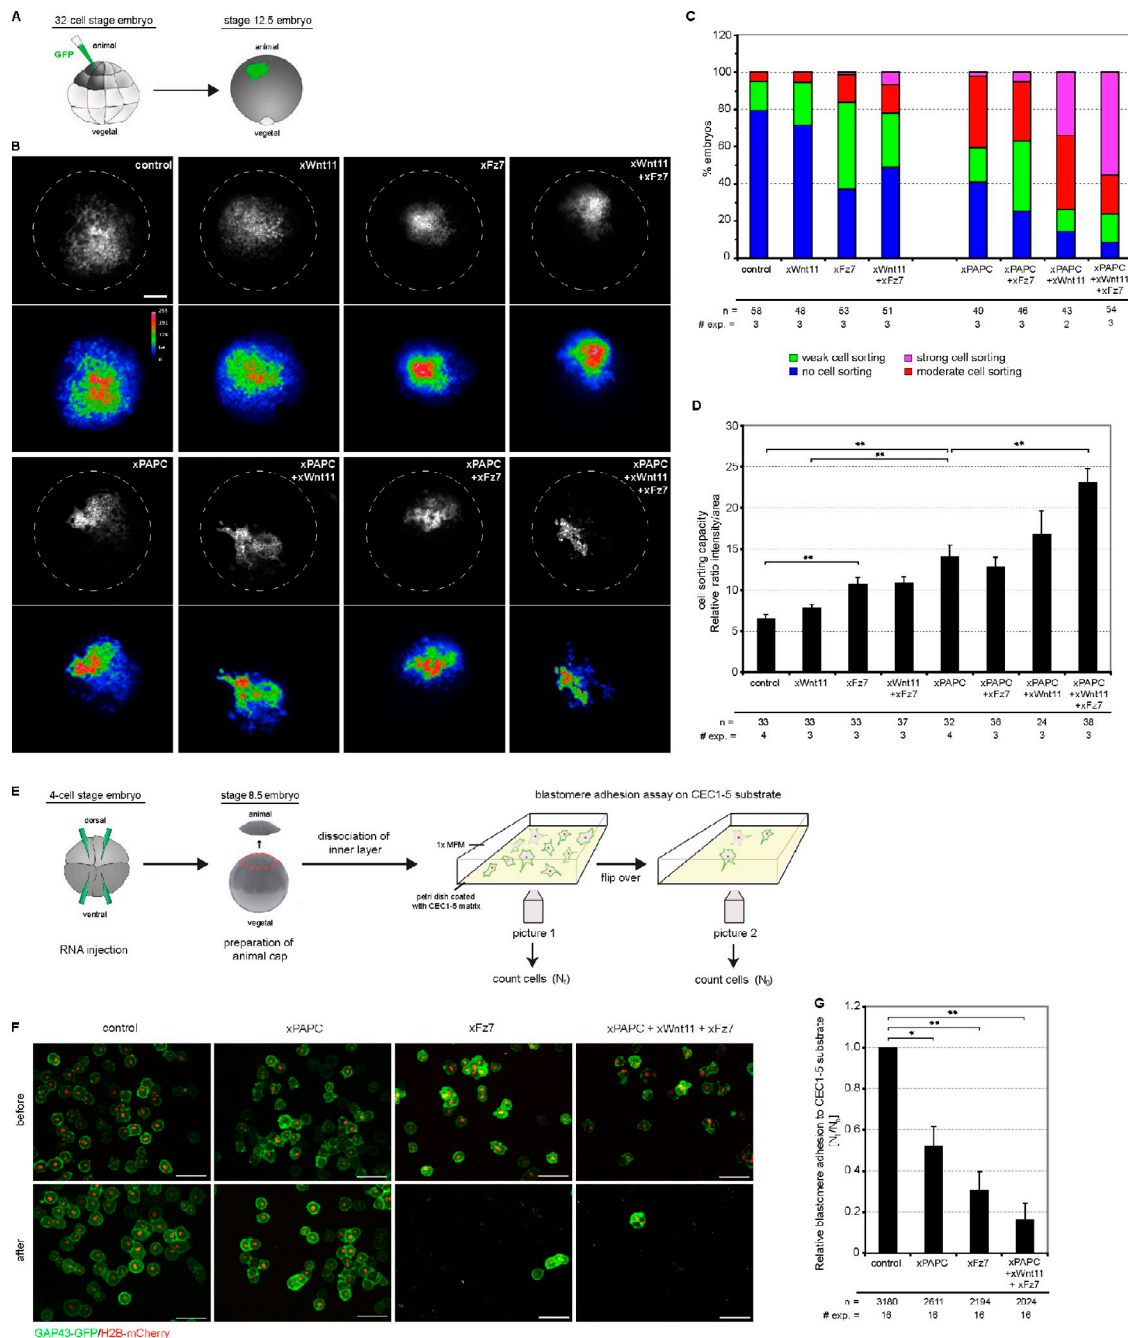 A
32-cell stage embryo
stage 12.5 embryo
animal
GFP
vegetal
animal
vegetal
B
control
xWnt11
xFz7
xWnt11
+xFz7
255
191
128
64
0
xPAPC
xPAPC
+xWnt11
xPAPC
+xFz7
xPAPC
+xWnt11
+xFz7
C
% embryos
120
100
80
60
40
20
0
control
xWnt11
xFz7
xWnt11
+xFz7
xPAPC
xPAPC
+xFz7
xPAPC
+xWnt11
xPAPC
+xWnt11
+xFz7
n = 58 48 53 51 49 46 43 54
# exp. = 3 3 3 3 3 3 2 3
weak cell sorting
strong cell sorting
no cell sorting
moderate cell sorting
D
cell sorting capacity
Relative ratio intensity/area
30
25
20
15
10
5
0
**
**
**
**
control
xWnt11
xFz7
xWnt11
+xFz7
xPAPC
xPAPC
+xFz7
xPAPC
+xWnt11
xPAPC
+xWnt11
+xFz7
n = 33 33 33 37 32 36 24 38
# exp. = 4 3 3 3 4 3 3 3
E
4-cell stage embryo
dorsal
ventral
RNA injection
stage 8.5 embryo
animal
vegetal
preparation of
animal cap
dissociation of
inner layer
blastomere adhesion assay on CEC1-5 substrate
1x MFM
petri dish coated
with CEC1-5 matrix
flip over
picture 1
picture 2
count cells (Nt)
count cells (N0)
F
control
xPAPC
xFz7
xPAPC + xWnt11 + xFz7
before
after
GAP43-GFP/H2B-mCherry
G
Relative blastomere adhesion to CEC1-5 substrate
1.2
1.0
0.8
0.6
0.4
0.2
0
**
**
*
control
xPAPC
xFz7
xPAPC
+xWnt11
+ xFz7
n = 3180 2611 2194 2024
# exp. = 16 16 16 16